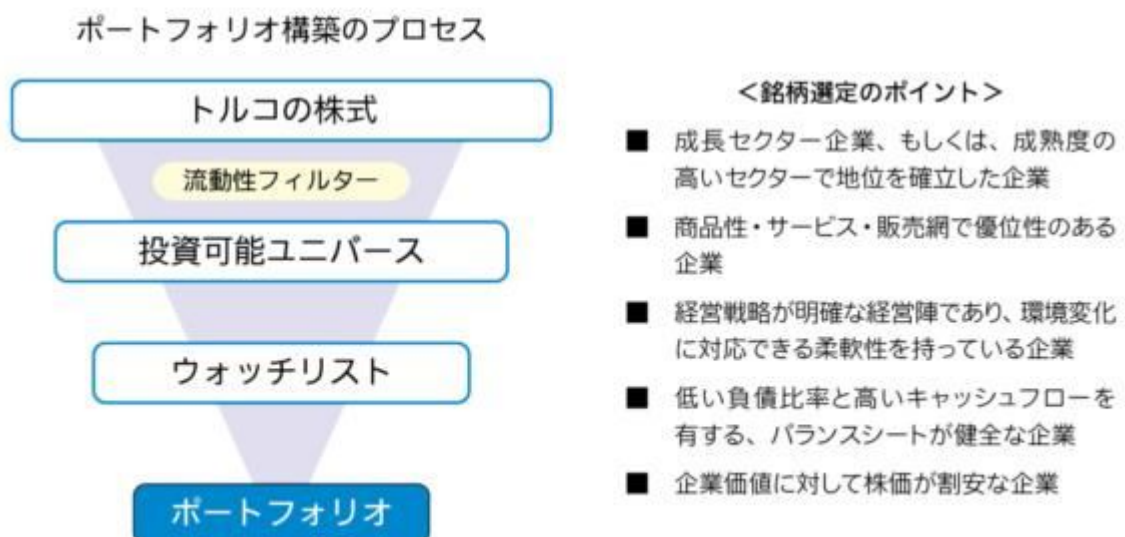 ポートフォリオ構築のプロセス
トルコの株式
流動性フィルター
投資可能ユニバース
ウォッチリスト
ポートフォリオ
＜銘柄選定のポイント＞
■ 成長セクター企業、もしくは、成熟度の
高いセクターで地位を確立した企業
■ 商品性・サービス・販売網で優位性のある
企業
■ 経営戦略が明確な経営陣であり、環境変化
に対応できる柔軟性を持っている企業
■ 低い負債比率と高いキャッシュフローを
有する、バランスシートが健全な企業
■ 企業価値に対して株価が割安な企業